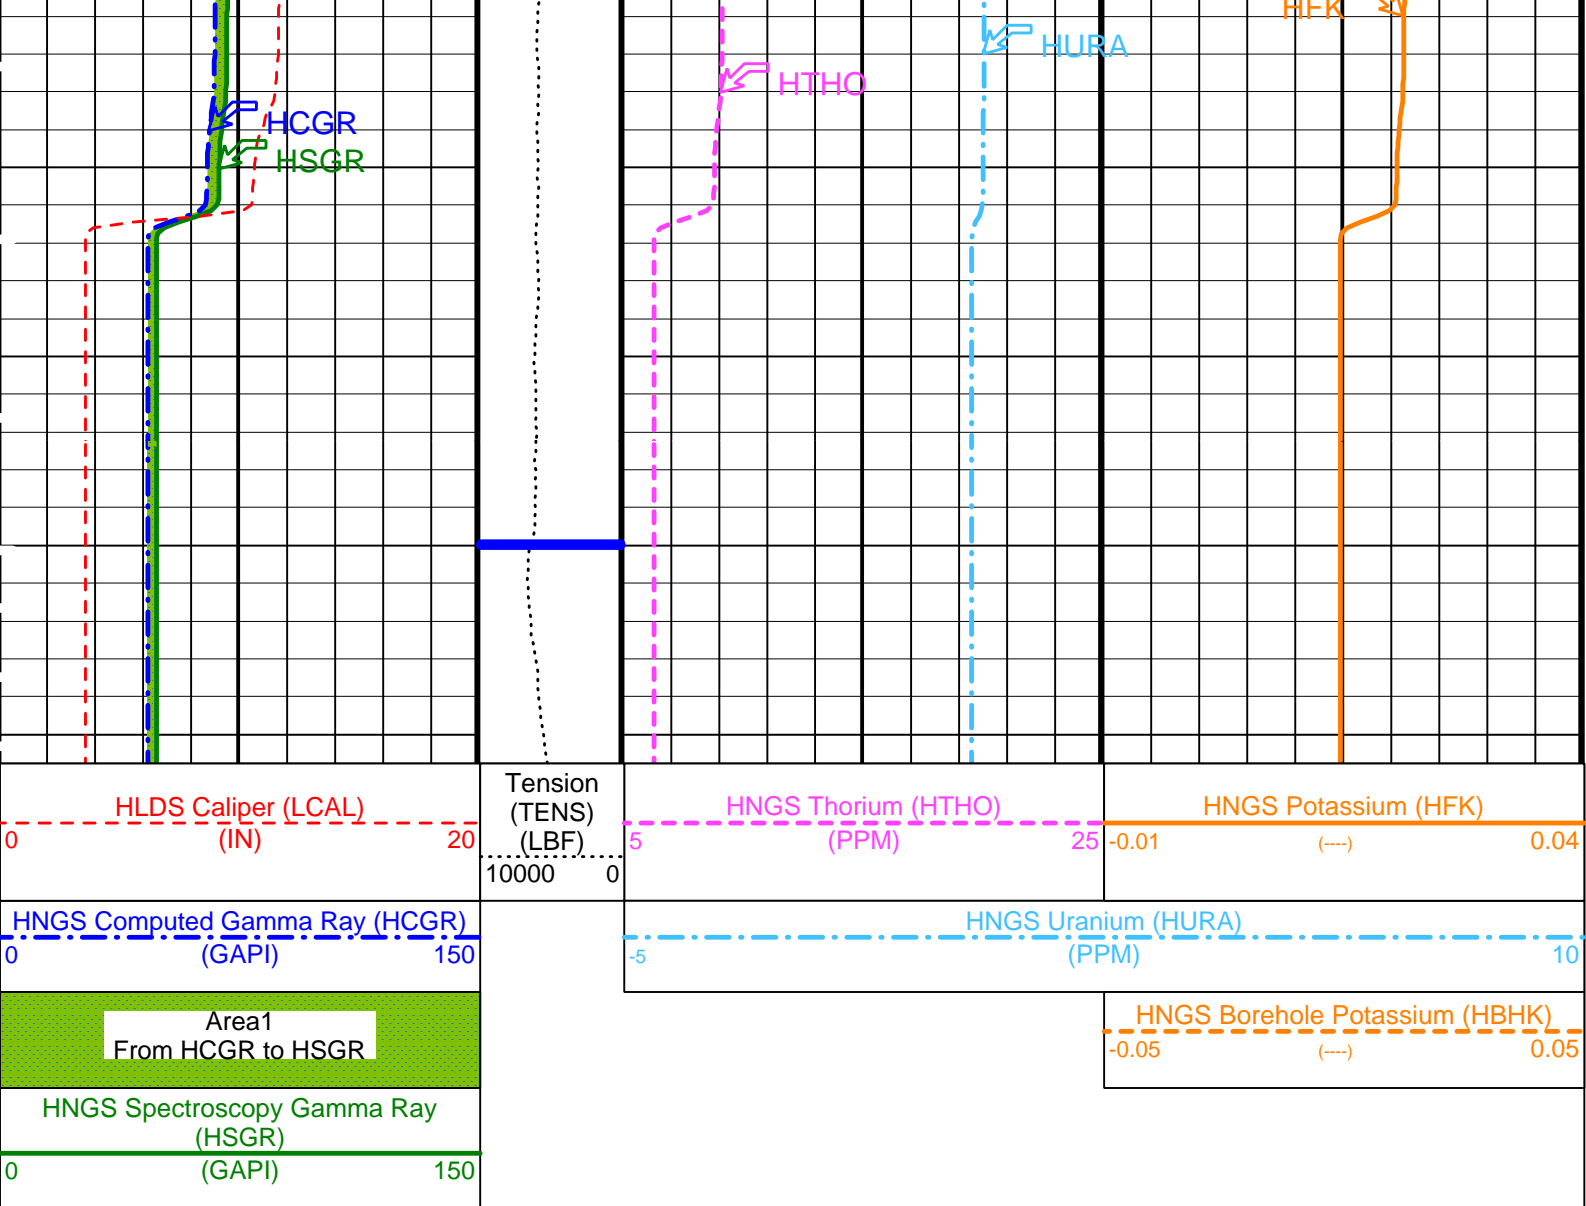 HFK
HURA
HTHO
HCGR
HSGR
HLDS Caliper (LCAL)
0 (IN) 20
Tension
(TENS)
(LBF)
10000 0
HNGS Thorium (HTHO)
5 (PPM) 25
HNGS Potassium (HFK)
-0.01 (----) 0.04
HNGS Computed Gamma Ray (HCGR)
0 (GAPI) 150
HNGS Uranium (HURA)
-5 (PPM) 10
Area1
From HCGR to HSGR
HNGS Borehole Potassium (HBHK)
-0.05 (----) 0.05
HNGS Spectroscopy Gamma Ray
(HSGR)
0 (GAPI) 150